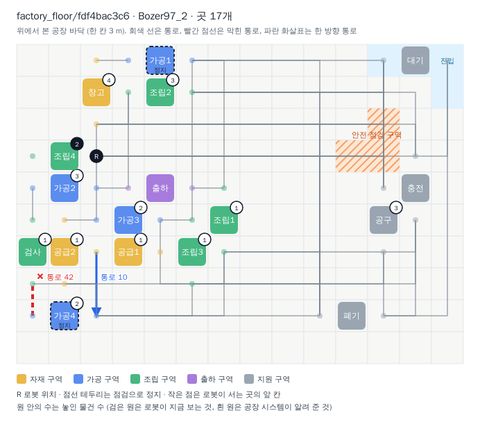 factory_floor/fdf4bac3c6 · Bozer97_2 · 곳 17개
위에서 본 공장 바닥 (한 칸 3 m). 회색 선은 통로, 빨간 점선은 막힌 통로, 파란 화살표는 한 방향 통로
가공1
정지
대기
진입
창고
4
조립2
3
안전·점검 구역
조립4
2
R
가공2
3
출하
충전
가공3
2
조립1
1
공구
3
검사
1
공급2
1
공급1
1
조립3
1
✖ 통로 42
통로 10
가공4
2
정지
폐기
자재 구역
가공 구역
조립 구역
출하 구역
지원 구역
R 로봇 위치 · 점선 테두리는 점검으로 정지 · 작은 점은 로봇이 서는 곳의 앞 칸
원 안의 수는 놓인 물건 수 (검은 원은 로봇이 지금 보는 것, 흰 원은 공장 시스템이 알려 준 것)